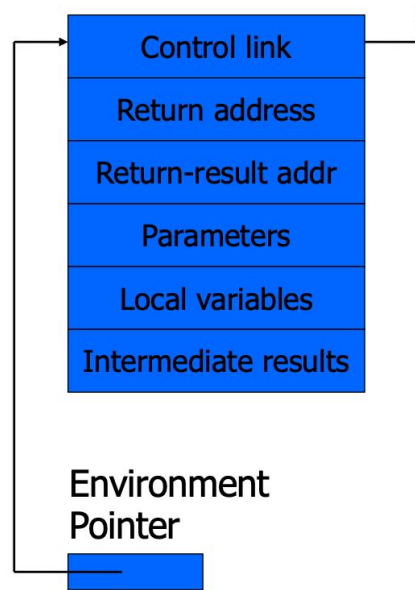 Control link
Return address
Return-result addr
Parameters
Local variables
Intermediate results
Environment
Pointer